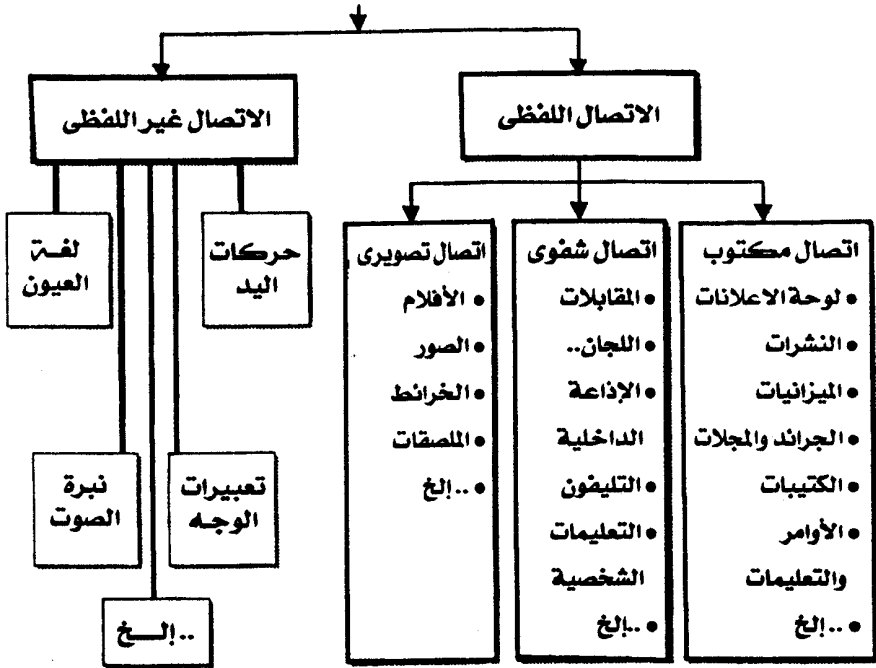 الاتصال اللفظى
الاتصال غير اللفظى
اتصال مكتوب
• لوحة الاعلانات
• النشرات
• الميزانيات
• الجرائد والمجلات
• الكتيبات
• الأوامر
والتعليمات
• ..إلخ
اتصال شفوى
• المقابلات
• اللجان..
• الإذاعة
الداخلية
• التليفون
• التعليمات
الشخصية
• ..إلخ
اتصال تصويرى
• الأفلام
• الصور
• الخرائط
• الملصقات
• ..إلخ
حركات
اليد
لغة
العيون
تعبيرات
الوجه
نبرة
الصوت
..إلخ